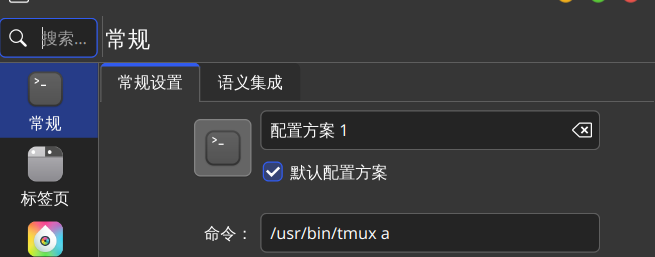 搜索...
常规
常规设置
语义集成
常规
配置方案 1
默认配置方案
标签页
命令：
/usr/bin/tmux a